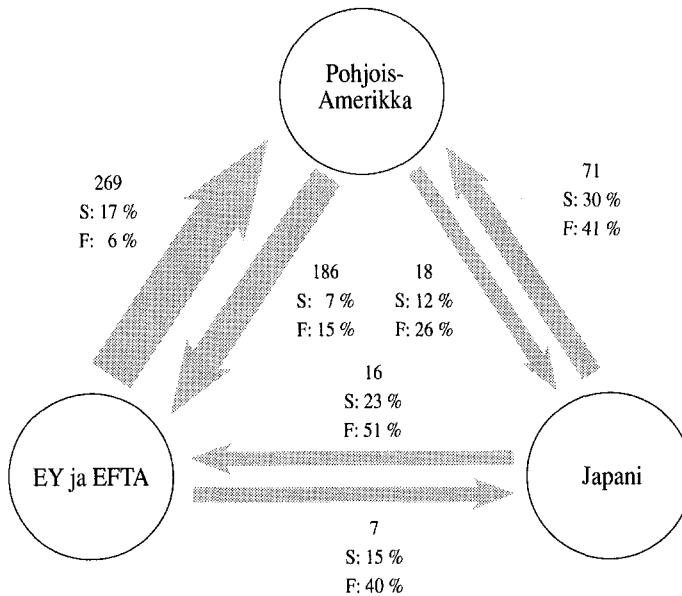 Pohjois-
Amerikka
269
S: 17 %
F: 6 %
71
S: 30 %
F: 41 %
186
S: 7 %
F: 15 %
18
S: 12 %
F: 26 %
16
S: 23 %
F: 51 %
EY ja EFTA
Japani
7
S: 15 %
F: 40 %